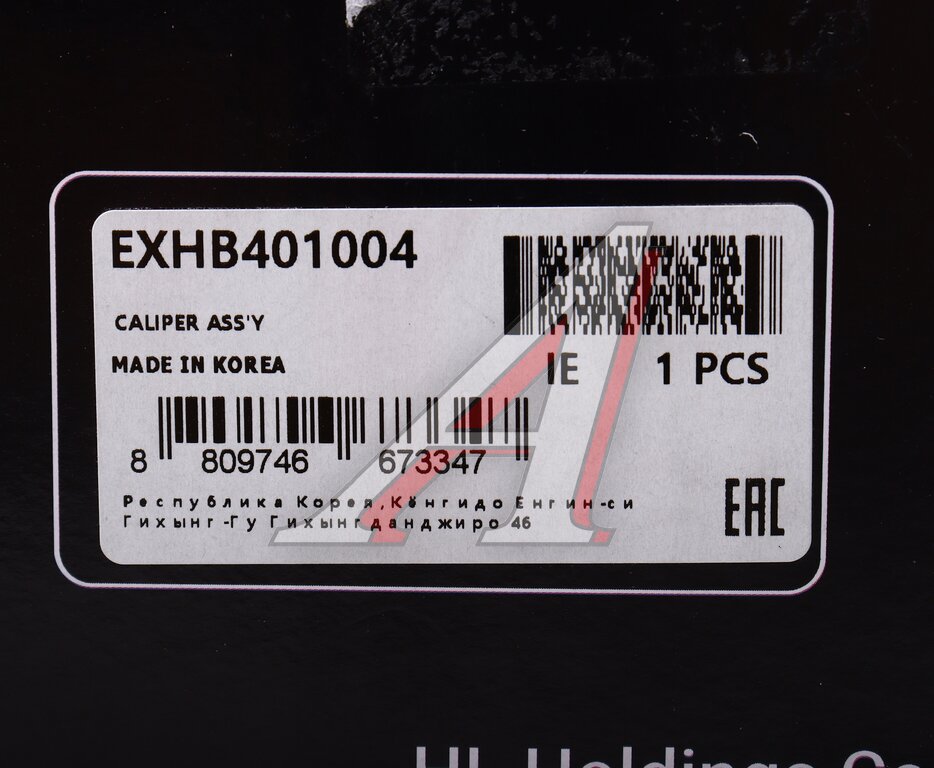 EXHB401004
CALIPER ASS'Y
MADE IN KOREA
IE 1 PCS
8 809746 673347
Республика Корея,Кёнгидо Енгин-си
Гихынг-Гу Гихынгданджиро 46
EAC
HL Holdings Co